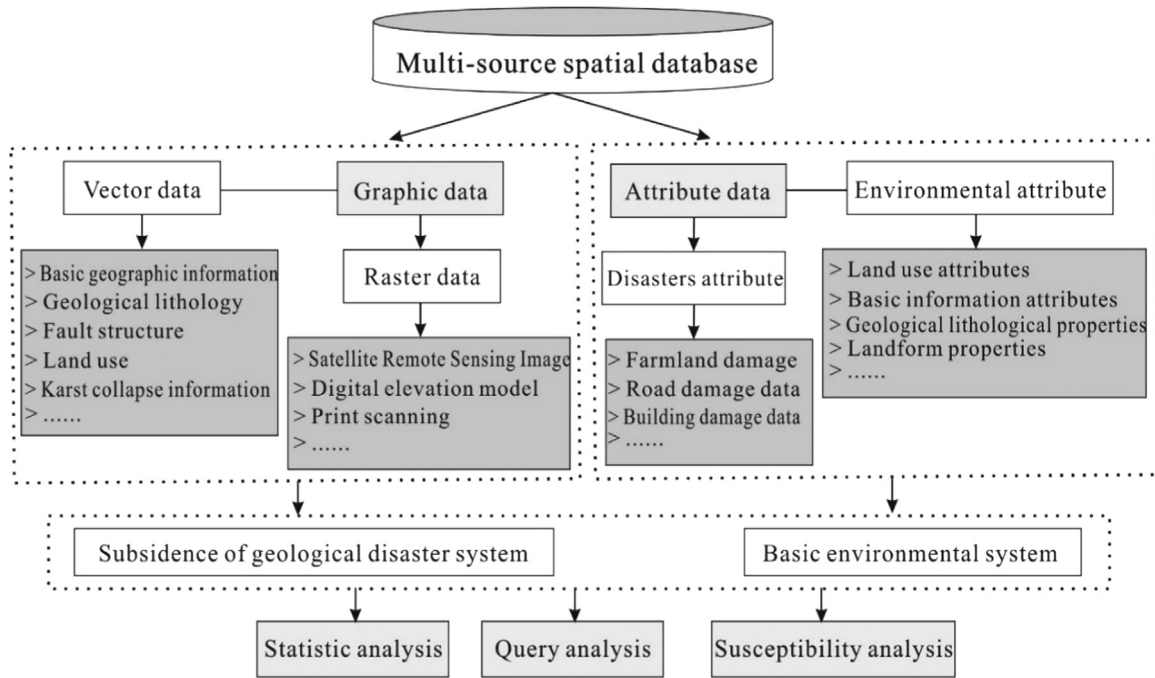 Multi-source spatial database
Vector data
Graphic data
Attribute data
Environmental attribute
> Basic geographic information
> Geological lithology
> Fault structure
> Land use
> Karst collapse information
> ......
Raster data
> Satellite Remote Sensing Image
> Digital elevation model
> Print scanning
> ......
Disasters attribute
> Farmland damage
> Road damage data
> Building damage data
> ......
> Land use attributes
> Basic information attributes
> Geological lithological properties
> Landform properties
> ......
Subsidence of geological disaster system
Basic environmental system
Statistic analysis
Query analysis
Susceptibility analysis